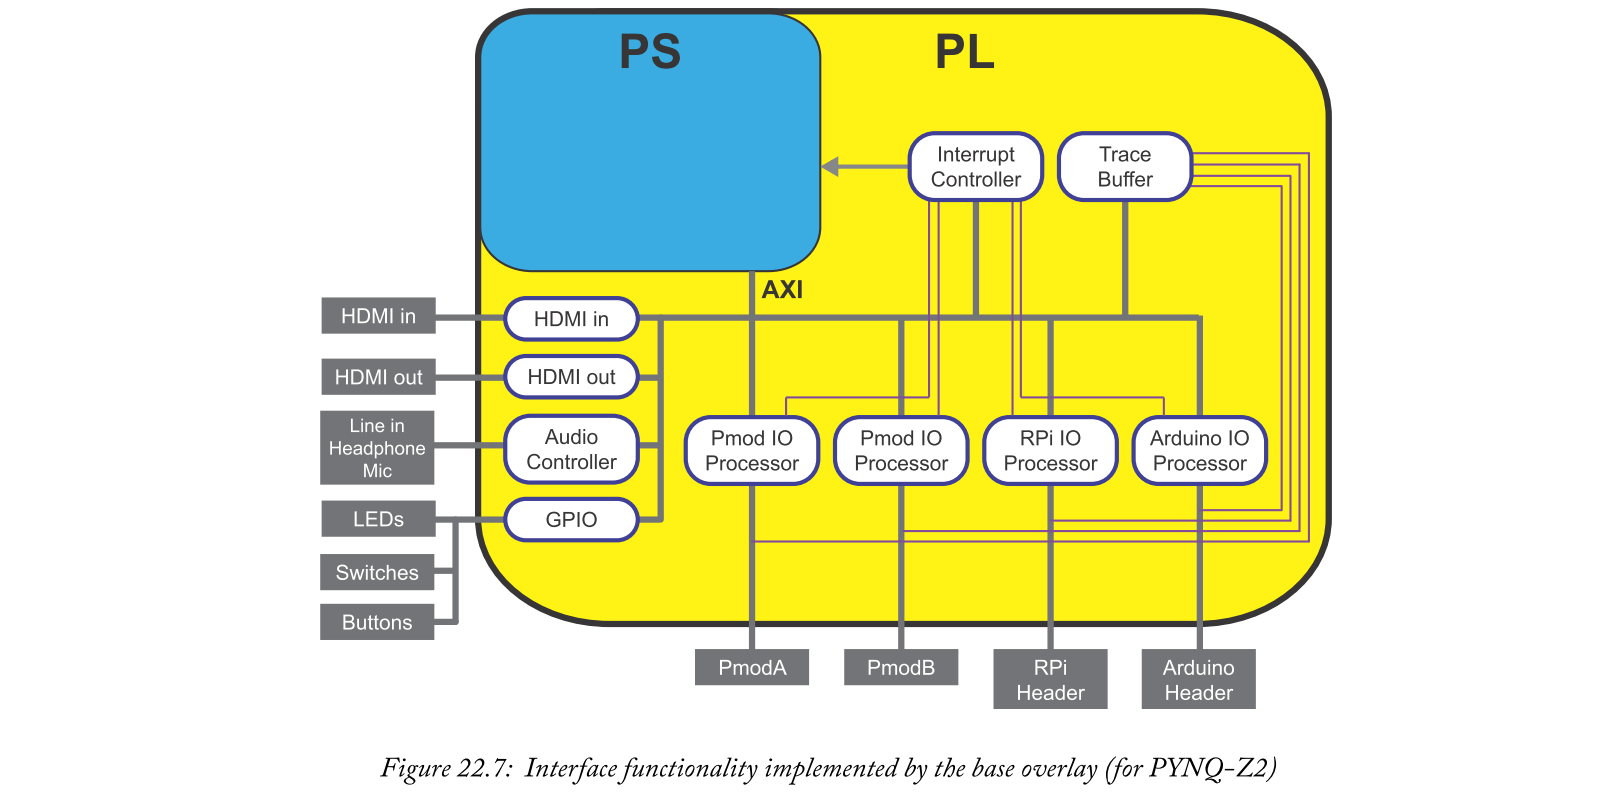 PS
PL
Interrupt
Controller
Trace
Buffer
AXI
HDMI in
HDMI in
HDMI out
HDMI out
Line in
Headphone
Mic
Audio
Controller
Pmod IO
Processor
Pmod IO
Processor
RPi IO
Processor
Arduino IO
Processor
LEDs
GPIO
Switches
Buttons
PmodA
PmodB
RPi
Header
Arduino
Header
Figure 22.7: Interface functionality implemented by the base overlay (for PYNQ-Z2)